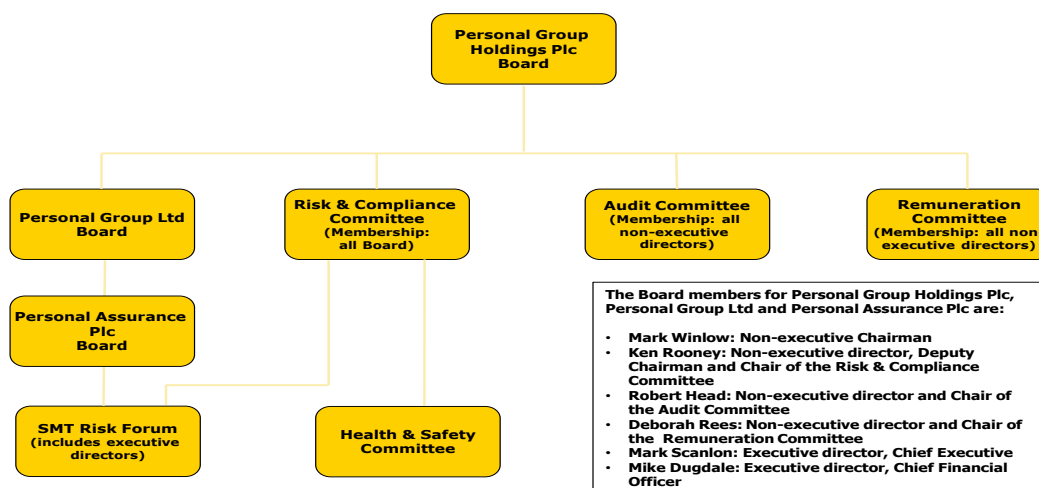 Personal Group
Holdings Plc
Board
Personal Group Ltd
Board
Risk & Compliance
Committee
(Membership:
all Board)
Audit Committee
(Membership: all
non-executive
directors)
Remuneration
Committee
(Membership: all non-
executive directors)
Personal Assurance
Plc
Board
SMT Risk Forum
(includes executive
directors)
Health & Safety
Committee
The Board members for Personal Group Holdings Plc,
Personal Group Ltd and Personal Assurance Plc are:
• Mark Winlow: Non-executive Chairman
• Ken Rooney: Non-executive director, Deputy
Chairman and Chair of the Risk & Compliance
Committee
• Robert Head: Non-executive director and Chair of
the Audit Committee
• Deborah Rees: Non-executive director and Chair of
the Remuneration Committee
• Mark Scanlon: Executive director, Chief Executive
• Mike Dugdale: Executive director, Chief Financial
Officer